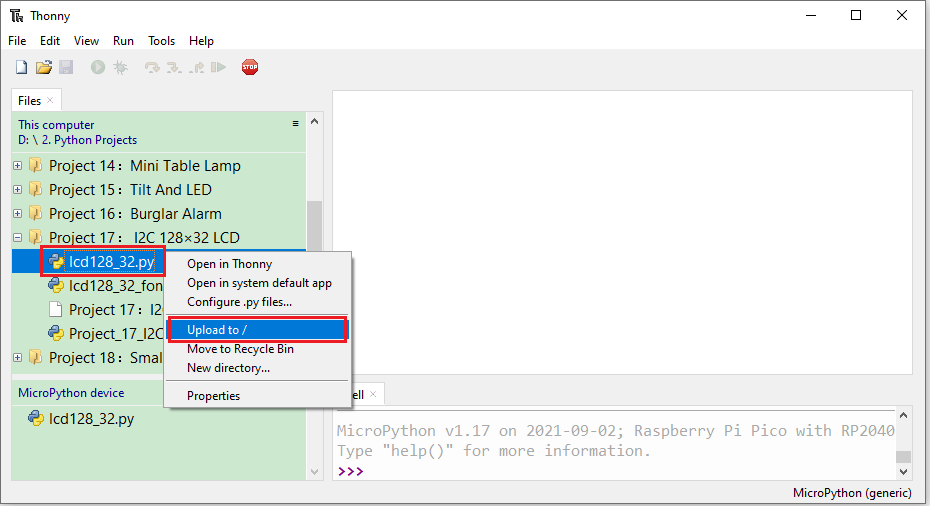 Thonny
File Edit View Run Tools Help
STOP
Files
This computer
D: \ 2. Python Projects
Project 14：Mini Table Lamp
Project 15：Tilt And LED
Project 16：Burglar Alarm
Project 17： I2C 128×32 LCD
lcd128_32.py
lcd128_32_fon
Project 17：I2
Project_17_I2C
Project 18：Smal
Open in Thonny
Open in system default app
Configure .py files...
Upload to /
Move to Recycle Bin
New directory...
Properties
MicroPython device
lcd128_32.py
ell
MicroPython v1.17 on 2021-09-02; Raspberry Pi Pico with RP2040
Type "help()" for more information.
>>>
MicroPython (generic)